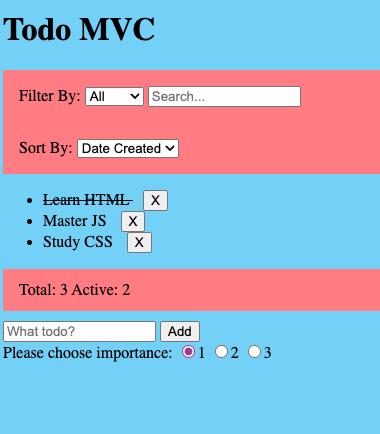 Todo MVC
Filter By: All Search...
Sort By: Date Created
Learn HTML X
Master JS X
Study CSS X
Total: 3 Active: 2
What todo? Add
Please choose importance: 1 2 3